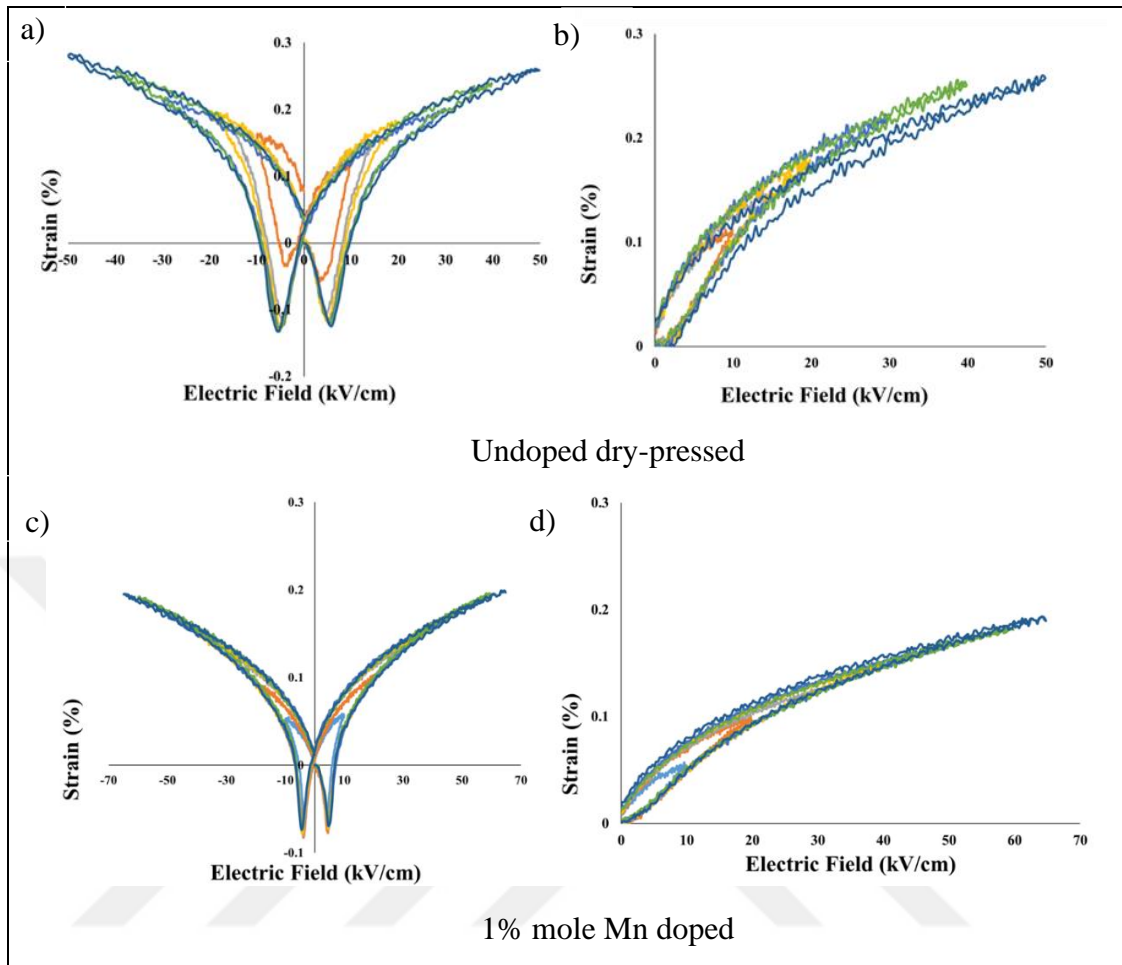 a)
0.3
0.2
0.1
0
-0.1
-0.2
-50 -40 -30 -20 -10 0 10 20 30 40 50
Strain (%)
Electric Field (kV/cm)
b)
0.3
0.2
0.1
0
0 10 20 30 40 50
Strain (%)
Electric Field (kV/cm)
Undoped dry-pressed
c)
0.3
0.2
0.1
0
-0.1
-70 -50 -30 -10 10 30 50 70
Strain (%)
Electric Field (kV/cm)
d)
0.3
0.2
0.1
0
0 10 20 30 40 50 60 70
Strain (%)
Electric Field (kV/cm)
1% mole Mn doped